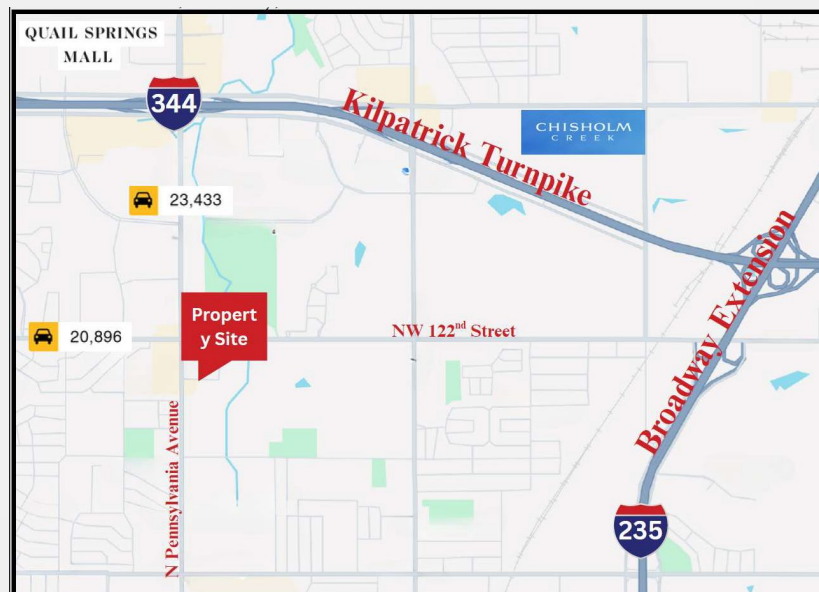 QUAIL SPRINGS
MALL
344
Kilpatrick Turnpike
CHISHOLM
CREEK
23,433
Broadway Extension
Propert
y Site
20,896
NW 122nd Street
N Pennsylvania Avenue
235